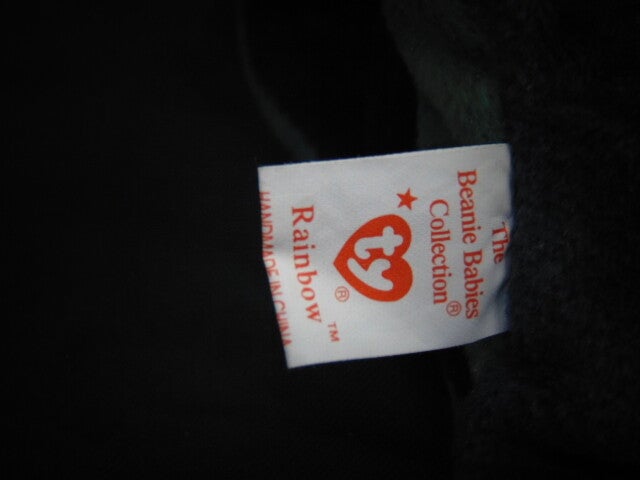 The
Beanie Babies
Collection®
ty®
Rainbow™
HANDMADE IN CHINA